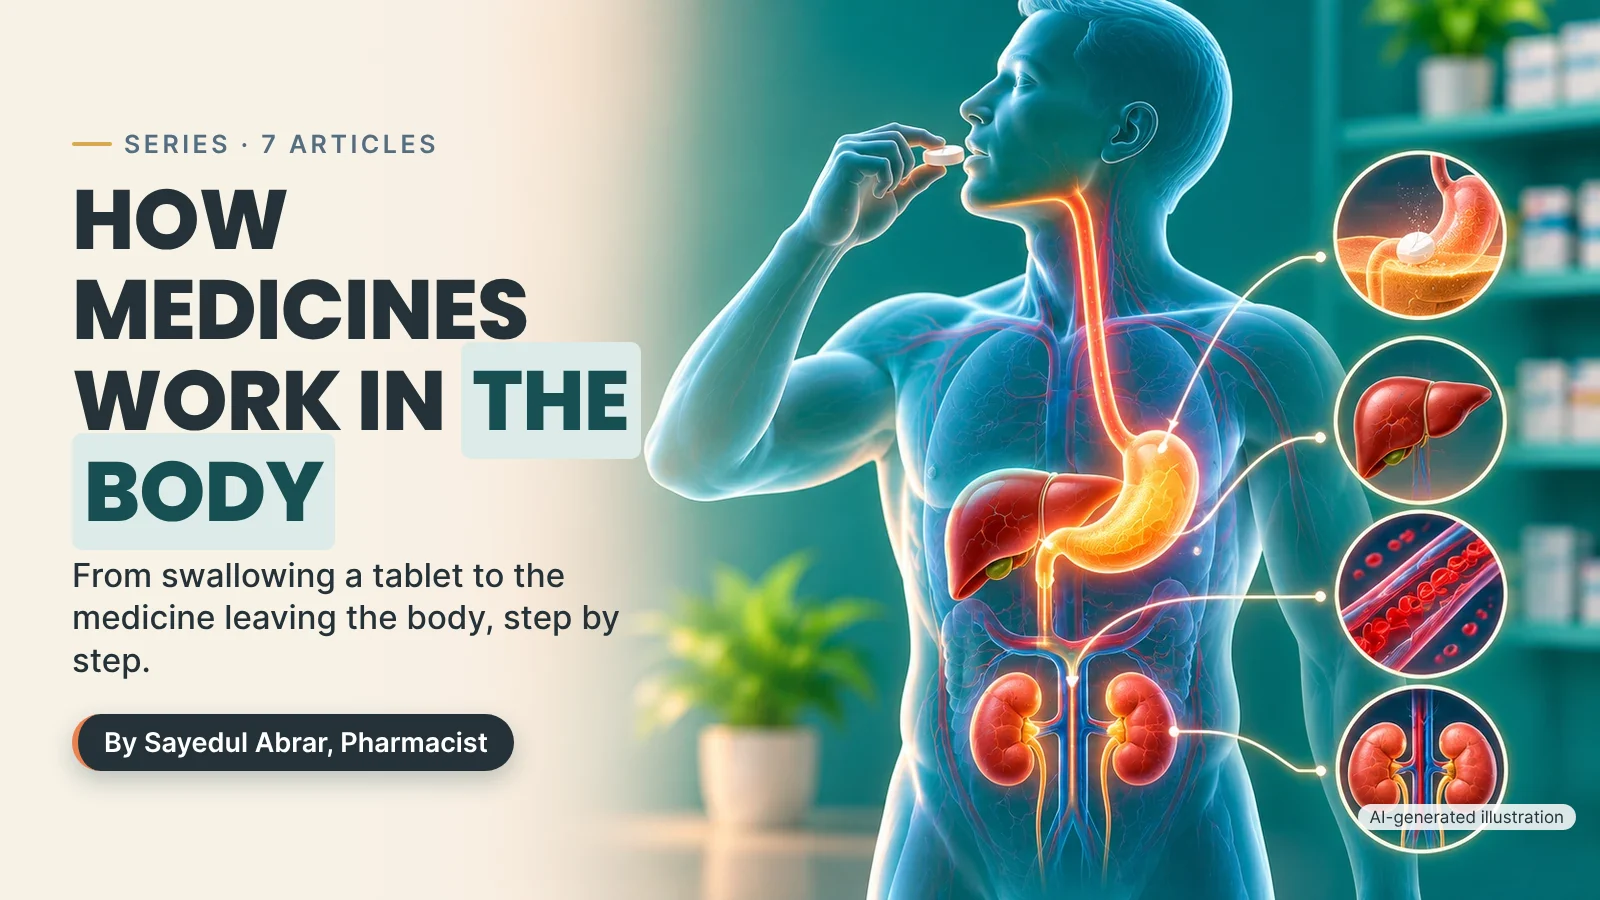 SERIES · 7 ARTICLES
HOW
MEDICINES
WORK IN THE
BODY
From swallowing a tablet to the
medicine leaving the body, step by
step.
By Sayedul Abrar, Pharmacist
AI-generated illustration